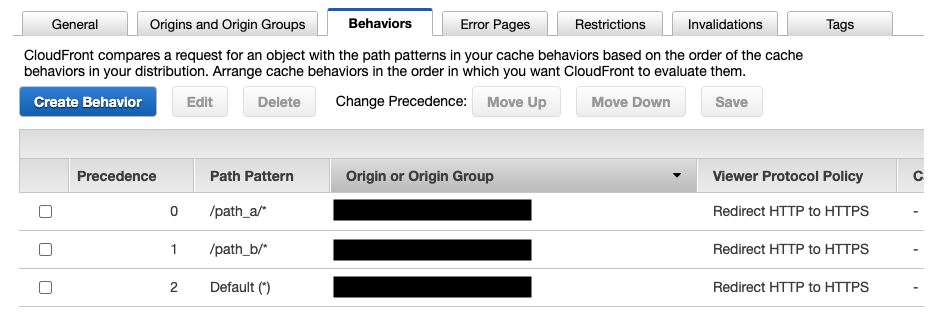 General
Origins and Origin Groups
Behaviors
Error Pages
Restrictions
Invalidations
Tags
CloudFront compares a request for an object with the path patterns in your cache behaviors based on the order of the cache
behaviors in your distribution. Arrange cache behaviors in the order in which you want CloudFront to evaluate them.
Create Behavior Edit Delete Change Precedence: Move Up Move Down Save
Precedence Path Pattern Origin or Origin Group Viewer Protocol Policy
0 /path_a/* Redirect HTTP to HTTPS -
1 /path_b/* Redirect HTTP to HTTPS -
2 Default (*) Redirect HTTP to HTTPS -